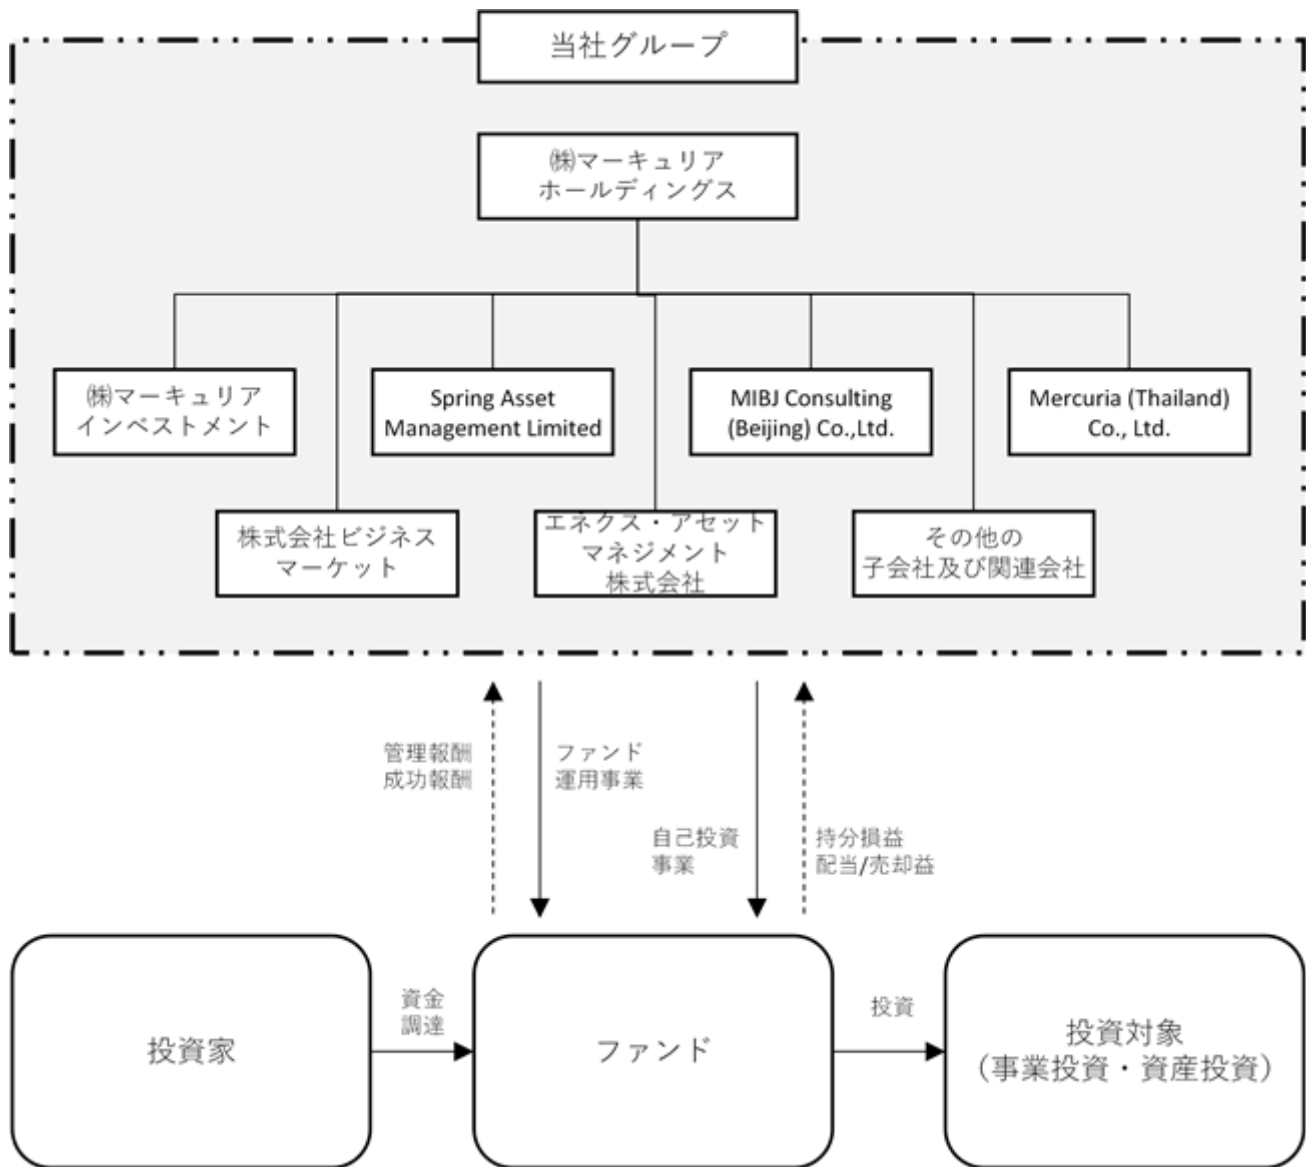 当社グループ
㈱マーキュリア
ホールディングス
㈱マーキュリア
インベストメント
Spring Asset
Management Limited
MIBJ Consulting
(Beijing) Co.,Ltd.
Mercuria (Thailand)
Co., Ltd.
株式会社ビジネス
マーケット
エネクス・アセット
マネジメント
株式会社
その他の
子会社及び関連会社
管理報酬
成功報酬
ファンド
運用事業
自己投資
事業
持分損益
配当/売却益
投資家
資金
調達
ファンド
投資
投資対象
（事業投資・資産投資）